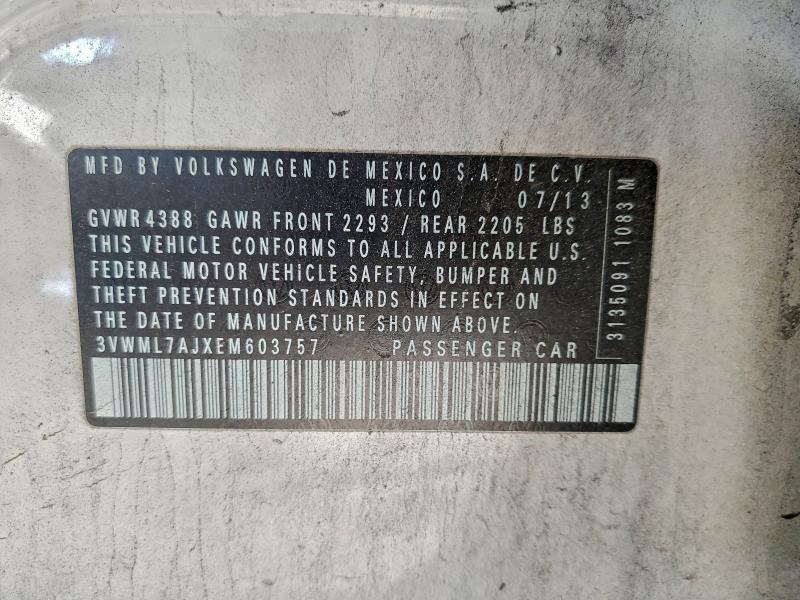 MFD BY VOLKSWAGEN DE MEXICO S.A. DE C.V.
MEXICO 07/13
GVWR 4388 GAWR FRONT 2293 / REAR 2205 LBS
THIS VEHICLE CONFORMS TO ALL APPLICABLE U.S.
FEDERAL MOTOR VEHICLE SAFETY, BUMPER AND
THEFT PREVENTION STANDARDS IN EFFECT ON
THE DATE OF MANUFACTURE SHOWN ABOVE.
3VWML7AJXEM603757 PASSENGER CAR
3135091 1083 M